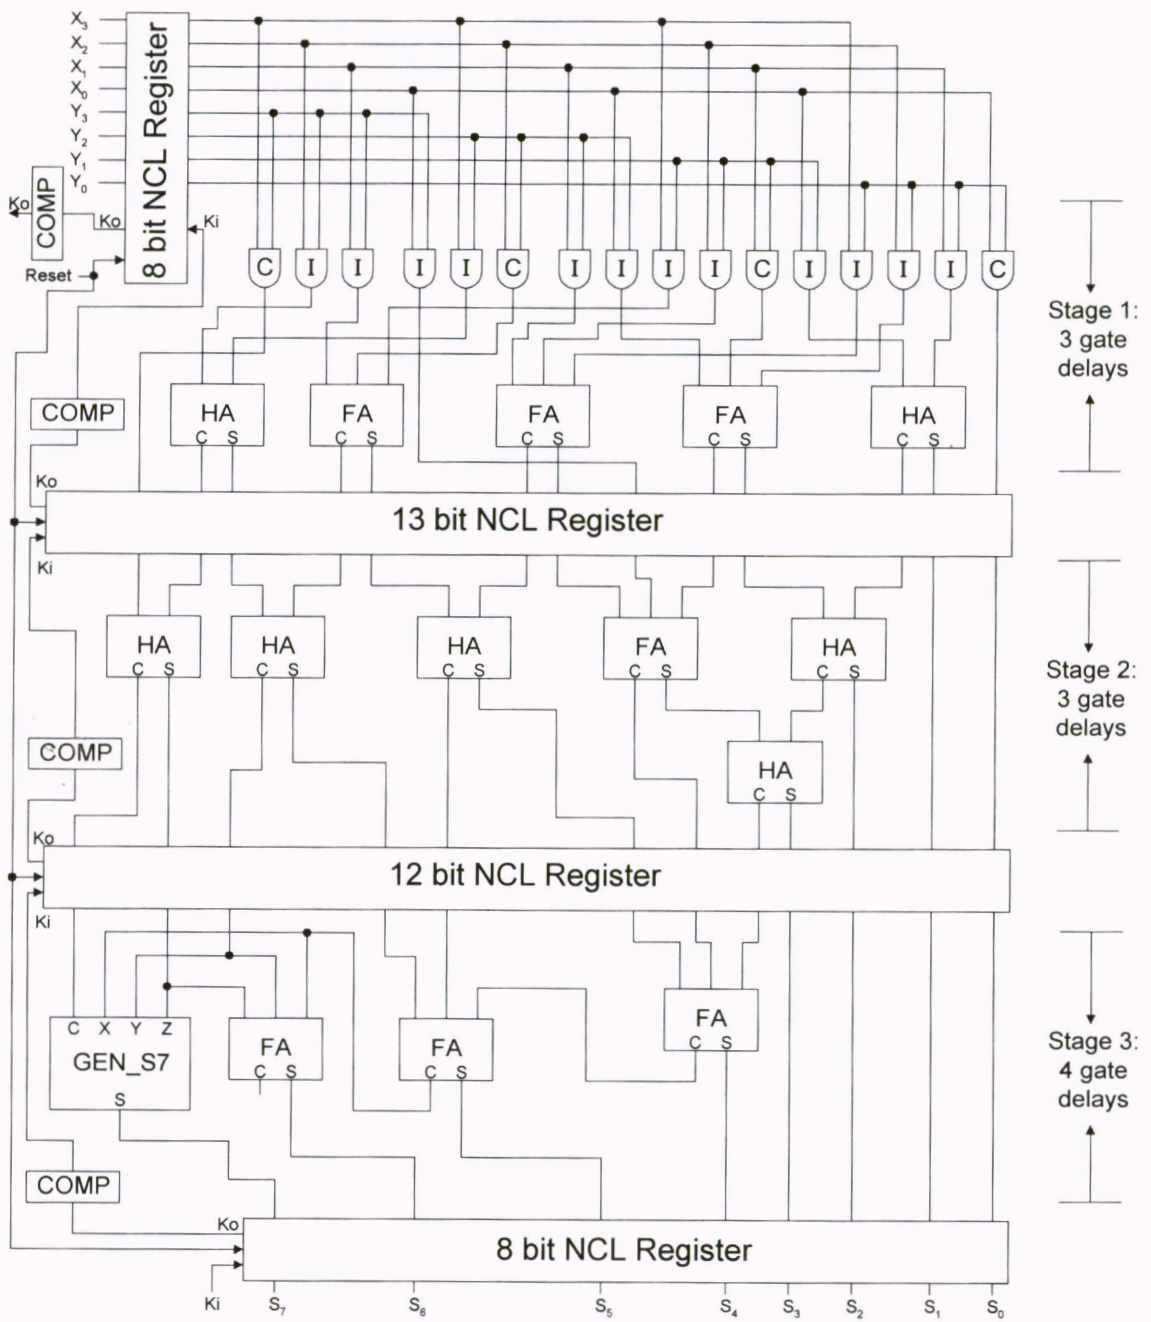 X3
X2
X1
X0
Y3
Y2
Y1
Y0
8 bit NCL Register
COMP
Ko
Ko
Ki
Reset
C I I I I C I I I I C I I I I C
Stage 1:
3 gate
delays
COMP
HA
C S
FA
C S
FA
C S
FA
C S
HA
C S
Ko
13 bit NCL Register
Ki
HA
C S
HA
C S
HA
C S
FA
C S
HA
C S
Stage 2:
3 gate
delays
COMP
HA
C S
Ko
12 bit NCL Register
Ki
C X Y Z
GEN_S7
S
FA
C S
FA
C S
FA
C S
Stage 3:
4 gate
delays
COMP
Ko
8 bit NCL Register
Ki
S7 S6 S5 S4 S3 S2 S1 S0